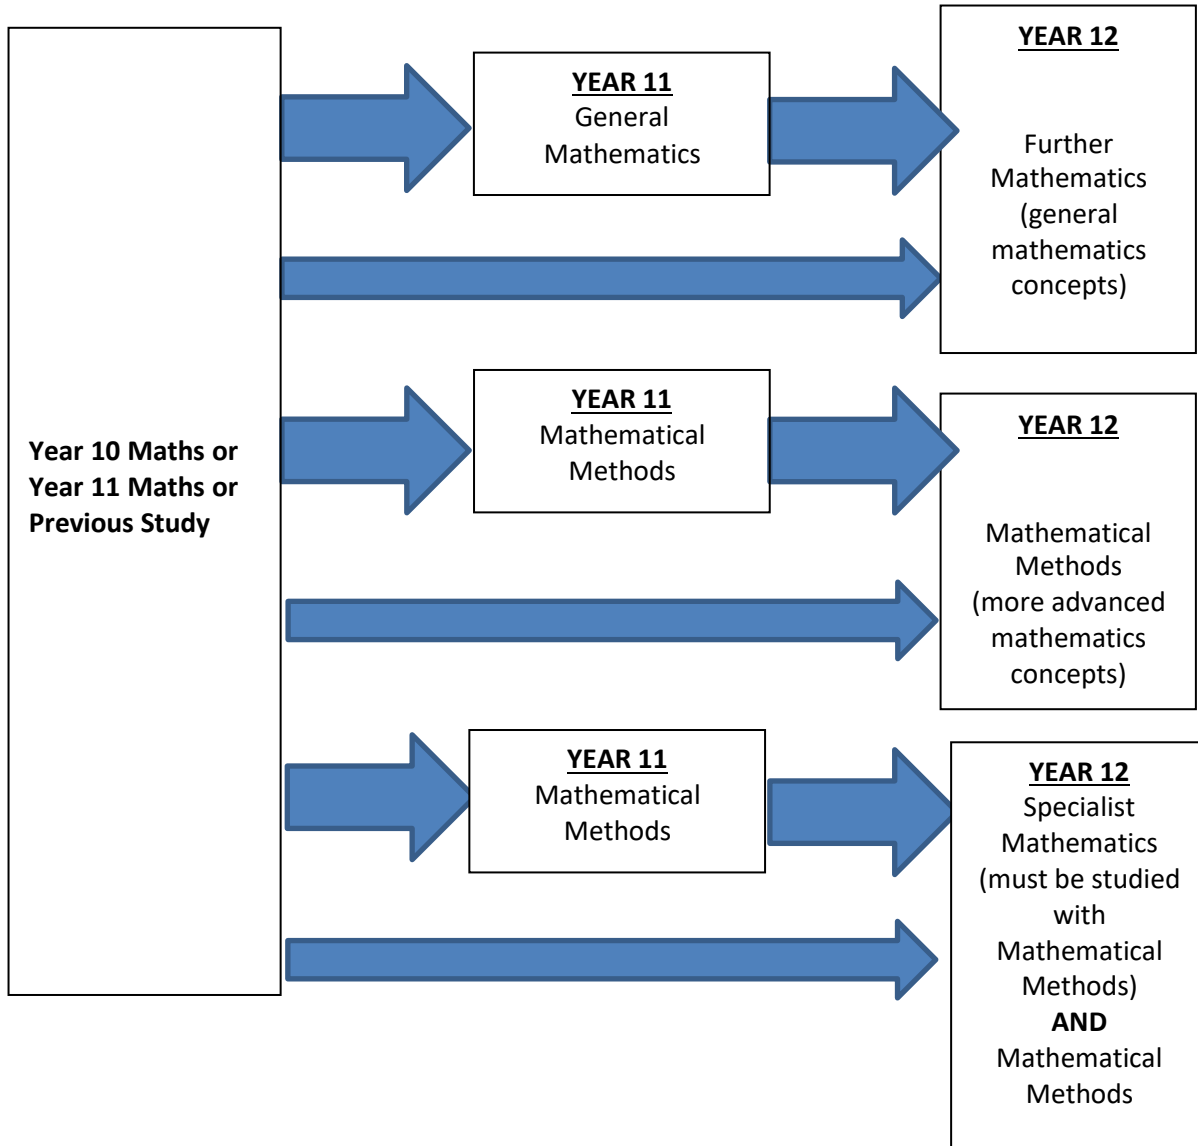 Year 10 Maths or
Year 11 Maths or
Previous Study
YEAR 11
General
Mathematics
YEAR 12
Further
Mathematics
(general
mathematics
concepts)
YEAR 11
Mathematical
Methods
YEAR 12
Mathematical
Methods
(more advanced
mathematics
concepts)
YEAR 11
Mathematical
Methods
YEAR 12
Specialist
Mathematics
(must be studied
with
Mathematical
Methods)
AND
Mathematical
Methods